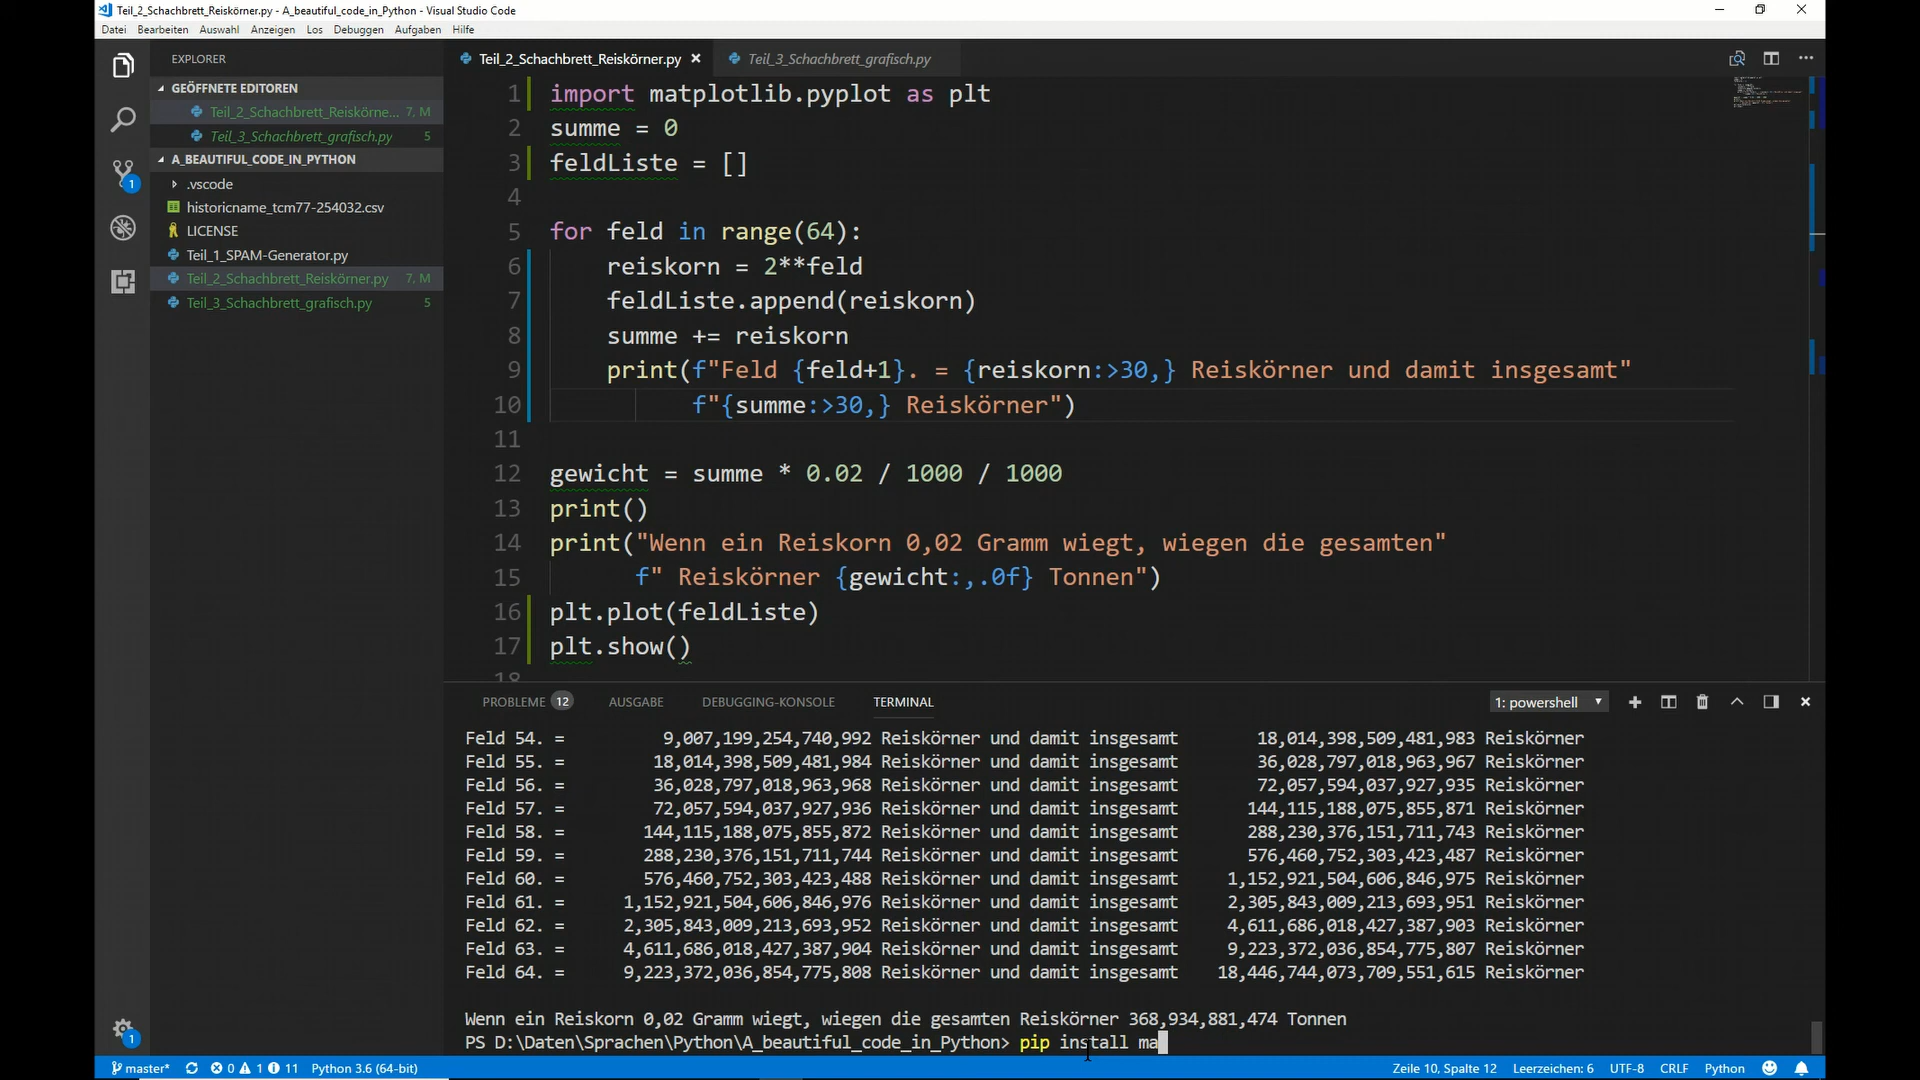 Teil_2_Schachbrett_Reiskörner.py - A_beautiful_code_in_Python - Visual Studio Code
Datei Bearbeiten Auswahl Anzeigen Los Debuggen Aufgaben Hilfe
EXPLORER
GEÖFFNETE EDITOREN
Teil_2_Schachbrett_Reiskörne... 7, M
Teil_3_Schachbrett_grafisch.py 5
A_BEAUTIFUL_CODE_IN_PYTHON
.vscode
historicname_tcm77-254032.csv
LICENSE
Teil_1_SPAM-Generator.py
Teil_2_Schachbrett_Reiskörner.py 7, M
Teil_3_Schachbrett_grafisch.py 5
1
1
Teil_2_Schachbrett_Reiskörner.py Teil_3_Schachbrett_grafisch.py
1 import matplotlib.pyplot as plt
2 summe = 0
3 feldListe = []
4
5 for feld in range(64):
6 reiskorn = 2**feld
7 feldListe.append(reiskorn)
8 summe += reiskorn
9 print(f"Feld {feld+1}. = {reiskorn:>30,} Reiskörner und damit insgesamt"
10 f"{summe:>30,} Reiskörner")
11
12 gewicht = summe * 0.02 / 1000 / 1000
13 print()
14 print("Wenn ein Reiskorn 0,02 Gramm wiegt, wiegen die gesamten"
15 f" Reiskörner {gewicht:,.0f} Tonnen")
16 plt.plot(feldListe)
17 plt.show()
18
PROBLEME 12 AUSGABE DEBUGGING-KONSOLE TERMINAL 1: powershell
Feld 54. = 9,007,199,254,740,992 Reiskörner und damit insgesamt 18,014,398,509,481,983 Reiskörner
Feld 55. = 18,014,398,509,481,984 Reiskörner und damit insgesamt 36,028,797,018,963,967 Reiskörner
Feld 56. = 36,028,797,018,963,968 Reiskörner und damit insgesamt 72,057,594,037,927,935 Reiskörner
Feld 57. = 72,057,594,037,927,936 Reiskörner und damit insgesamt 144,115,188,075,855,871 Reiskörner
Feld 58. = 144,115,188,075,855,872 Reiskörner und damit insgesamt 288,230,376,151,711,743 Reiskörner
Feld 59. = 288,230,376,151,711,744 Reiskörner und damit insgesamt 576,460,752,303,423,487 Reiskörner
Feld 60. = 576,460,752,303,423,488 Reiskörner und damit insgesamt 1,152,921,504,606,846,975 Reiskörner
Feld 61. = 1,152,921,504,606,846,976 Reiskörner und damit insgesamt 2,305,843,009,213,693,951 Reiskörner
Feld 62. = 2,305,843,009,213,693,952 Reiskörner und damit insgesamt 4,611,686,018,427,387,903 Reiskörner
Feld 63. = 4,611,686,018,427,387,904 Reiskörner und damit insgesamt 9,223,372,036,854,775,807 Reiskörner
Feld 64. = 9,223,372,036,854,775,808 Reiskörner und damit insgesamt 18,446,744,073,709,551,615 Reiskörner
Wenn ein Reiskorn 0,02 Gramm wiegt, wiegen die gesamten Reiskörner 368,934,881,474 Tonnen
PS D:\Daten\Sprachen\Python\A_beautiful_code_in_Python> pip install ma
master* 0 1 11 Python 3.6 (64-bit) Zeile 10, Spalte 12 Leerzeichen: 6 UTF-8 CRLF Python